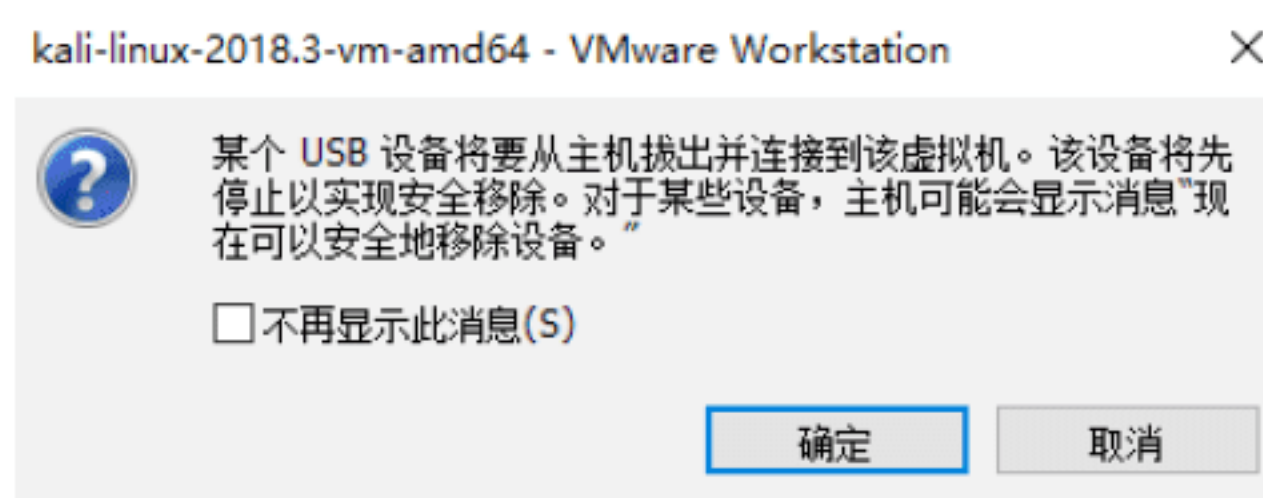 kali-linux-2018.3-vm-amd64 - VMware Workstation
某个 USB 设备将要从主机拔出并连接到该虚拟机。该设备将先
停止以实现安全移除。对于某些设备，主机可能会显示消息“现
在可以安全地移除设备。”
不再显示此消息(S)
确定
取消